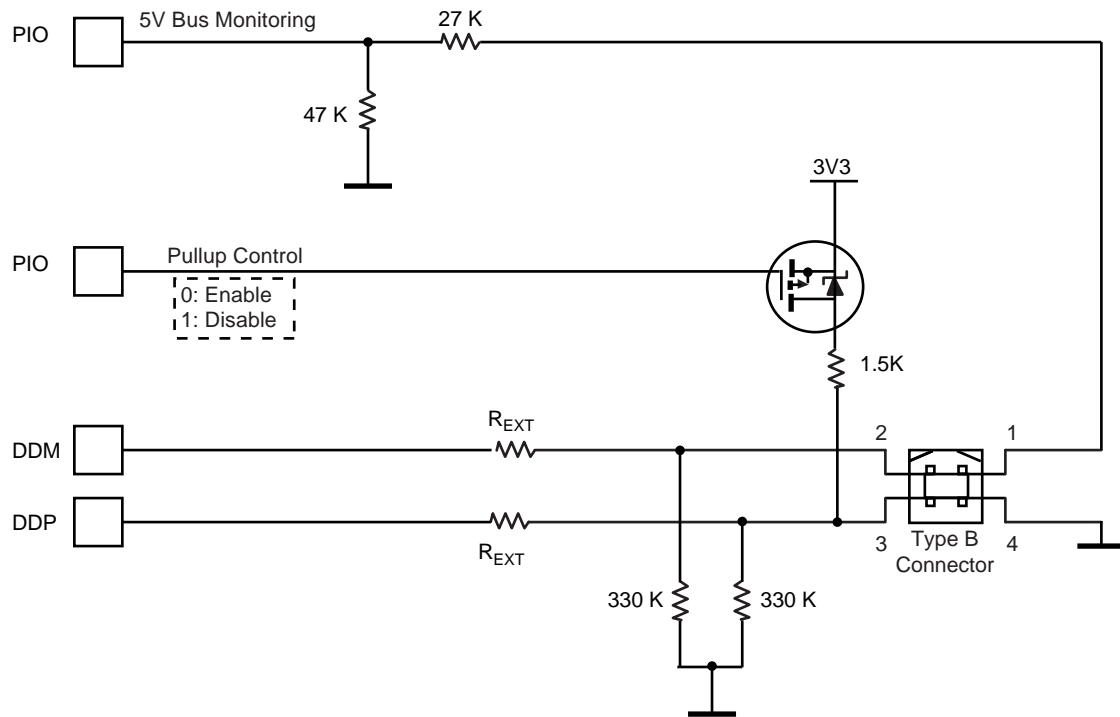 PIO
5V Bus Monitoring
27 K
47 K
3V3
PIO
Pullup Control
0: Enable
1: Disable
1.5K
REXT
DDM
2
1
DDP
REXT
3
Type B
Connector
4
330 K
330 K